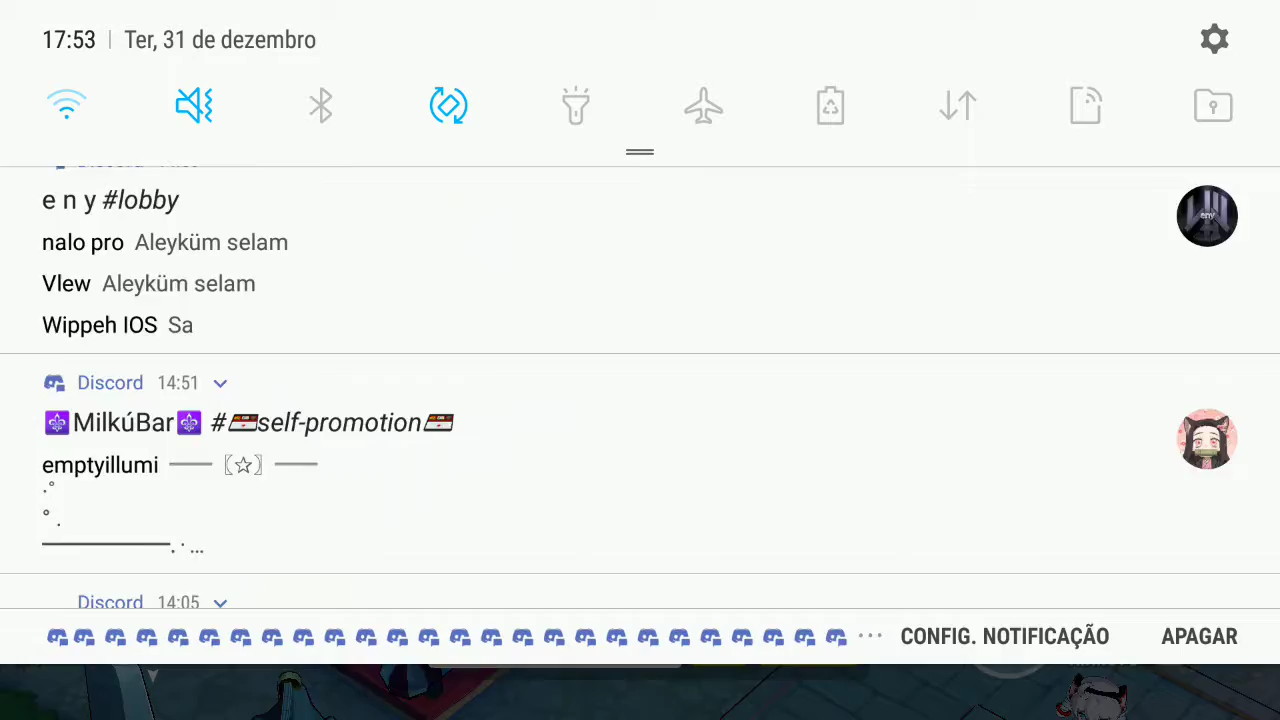 17:53 | Ter, 31 de dezembro
e n y #lobby
eny
nalo pro Aleyküm selam
Vlew Aleyküm selam
Wippeh IOS Sa
Discord 14:51
⚜MilkúBar⚜ #🍱self-promotion🍱
emptyillumi ─── 〖☆〗 ───
.°
° .
━━━━━━━━━. · ...
Discord 14:05
··· CONFIG. NOTIFICAÇÃO APAGAR